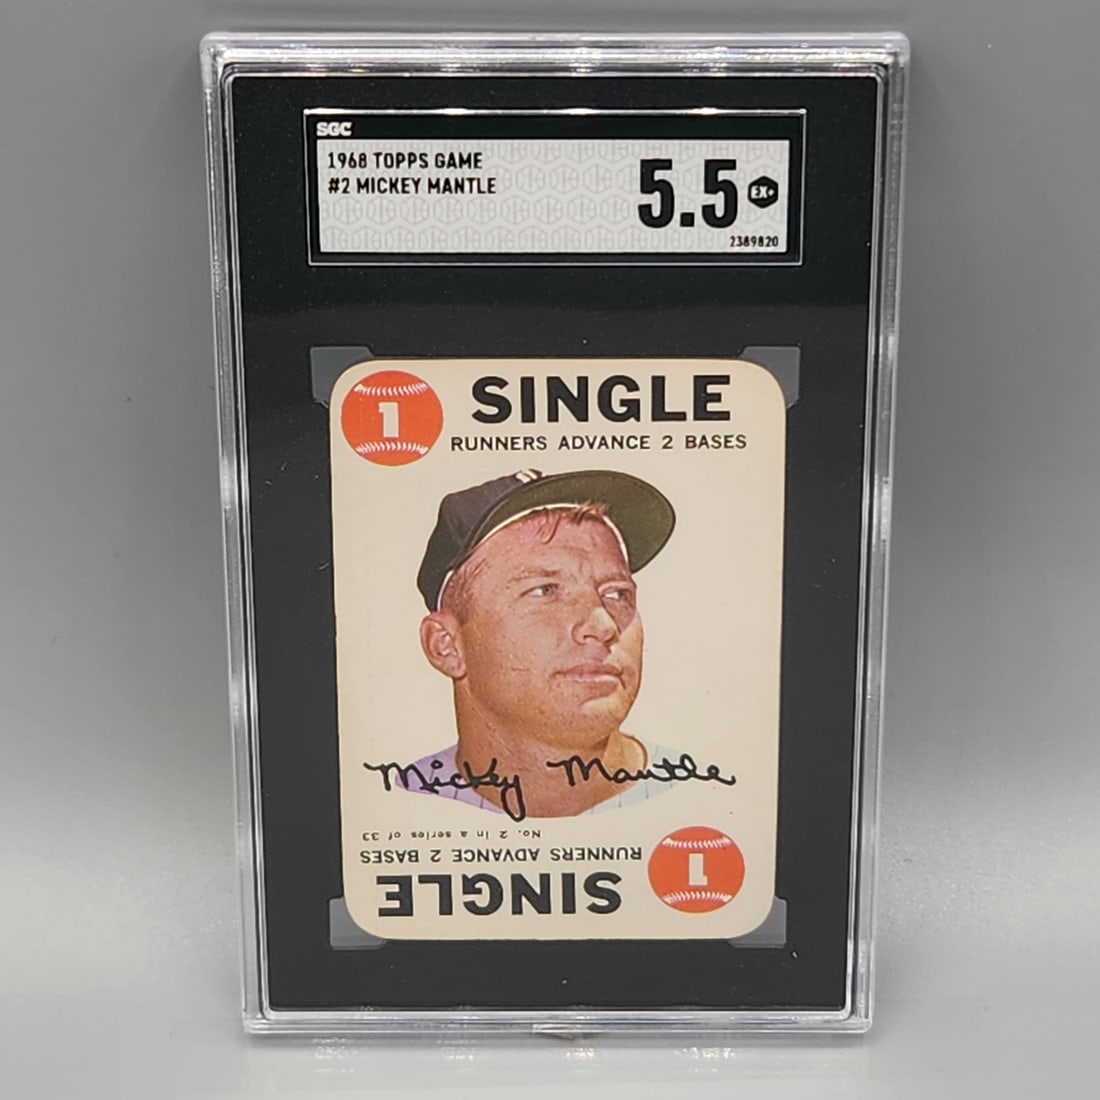 SGC
1968 TOPPS GAME
#2 MICKEY MANTLE
5.5 EX+
2389820
1 SINGLE
RUNNERS ADVANCE 2 BASES
Mickey Mantle
No. 2 in a series of 33
RUNNERS ADVANCE 2 BASES
SINGLE 1